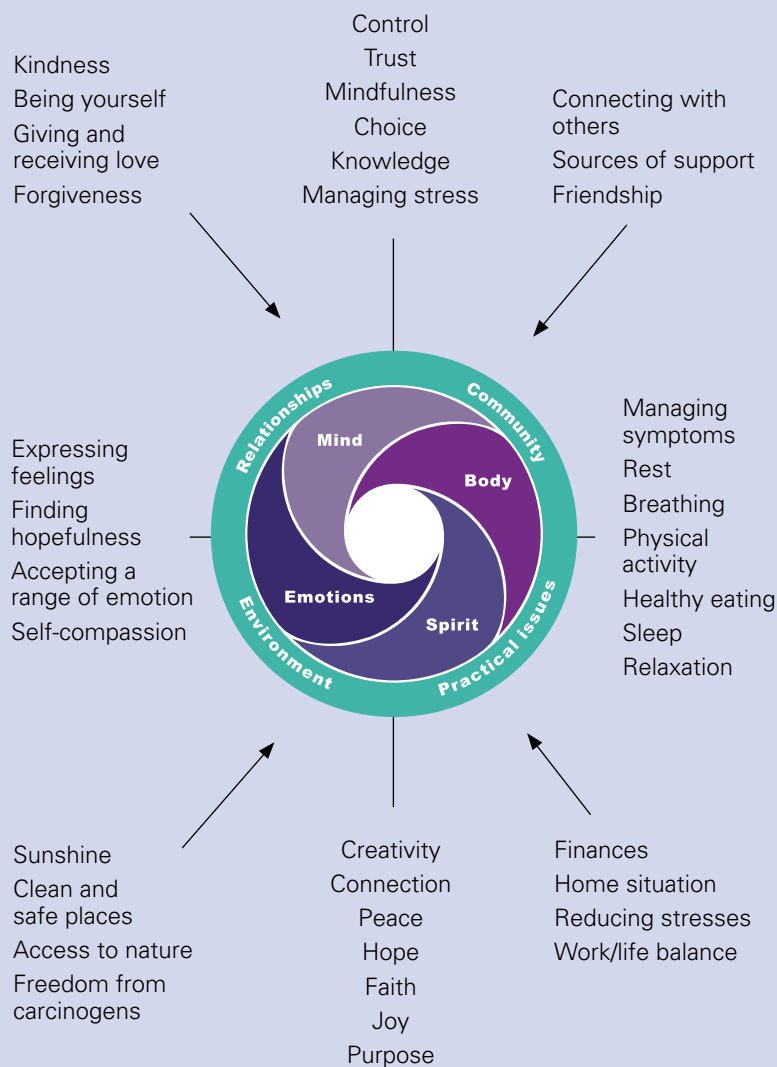 Control
Trust
Mindfulness
Choice
Knowledge
Managing stress
Kindness
Being yourself
Giving and
receiving love
Forgiveness
Connecting with
others
Sources of support
Friendship
Relationships
Community
Mind
Body
Emotions
Spirit
Environment
Practical issues
Expressing
feelings
Finding
hopefulness
Accepting a
range of emotion
Self-compassion
Managing
symptoms
Rest
Breathing
Physical
activity
Healthy eating
Sleep
Relaxation
Sunshine
Clean and
safe places
Access to nature
Freedom from
carcinogens
Creativity
Connection
Peace
Hope
Faith
Joy
Purpose
Finances
Home situation
Reducing stresses
Work/life balance